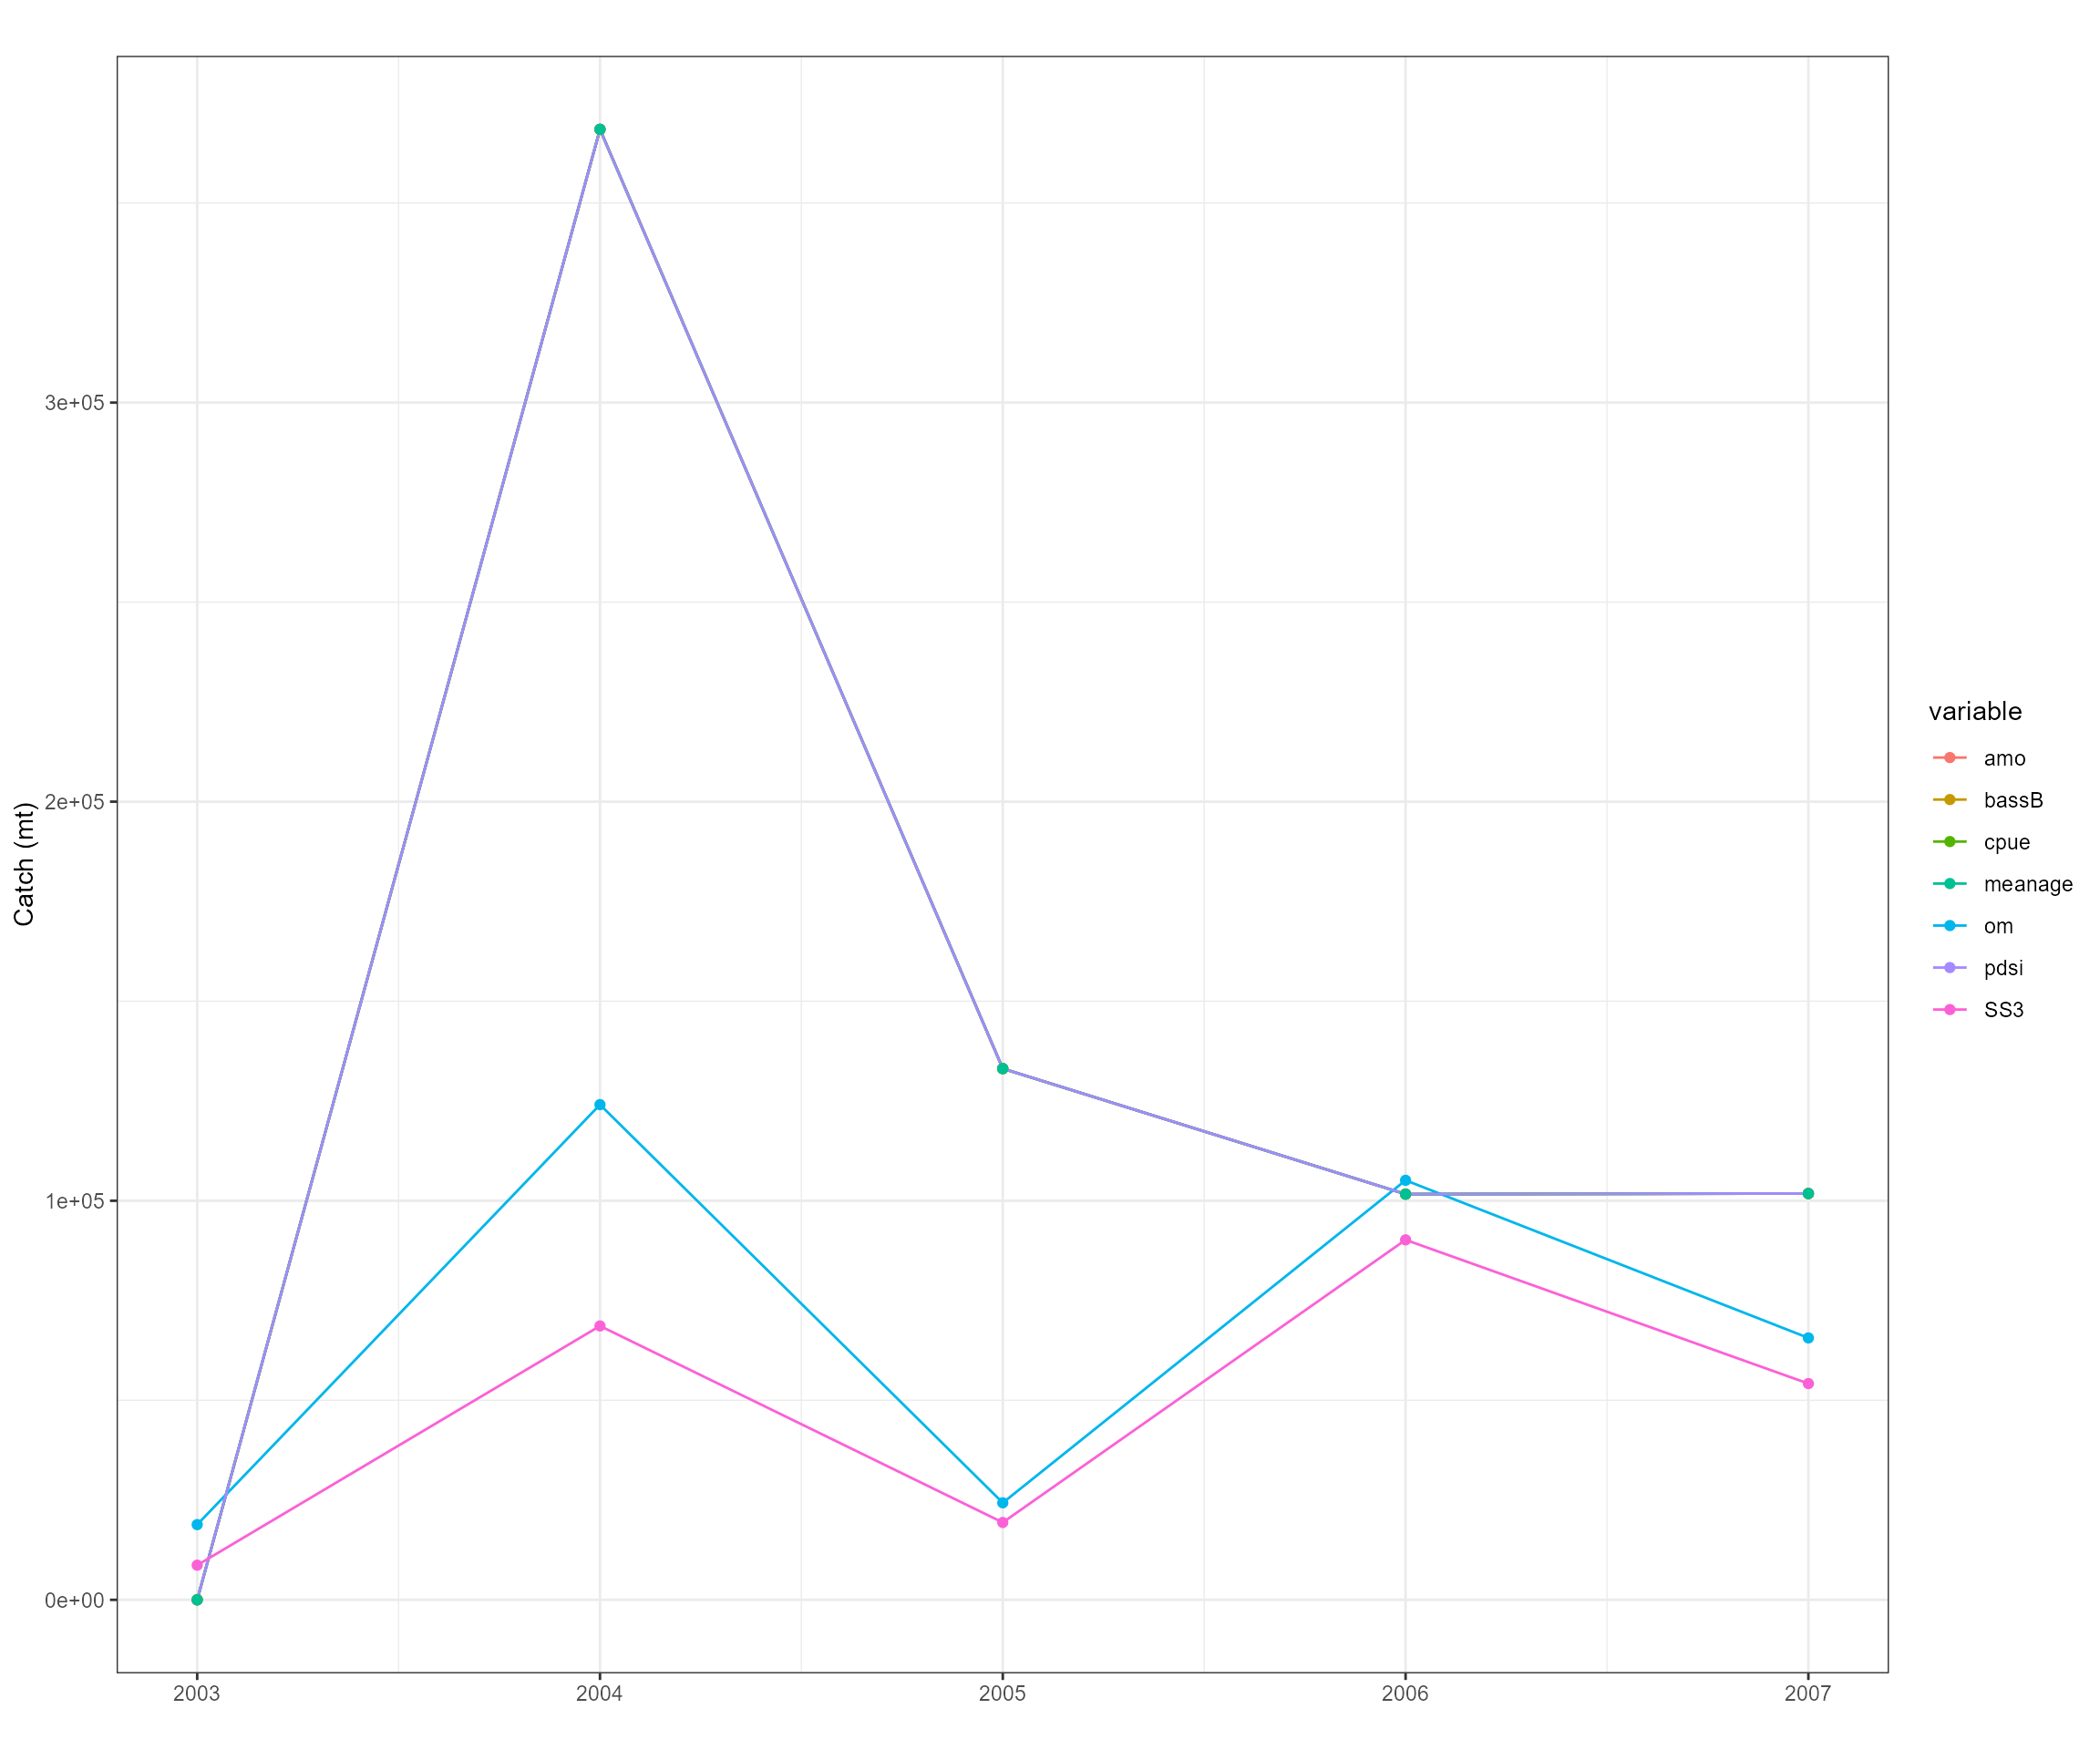 Catch (mt)
3e+05
2e+05
1e+05
0e+00
2003 2004 2005 2006 2007
variable
amo
bassB
cpue
meanage
om
pdsi
SS3